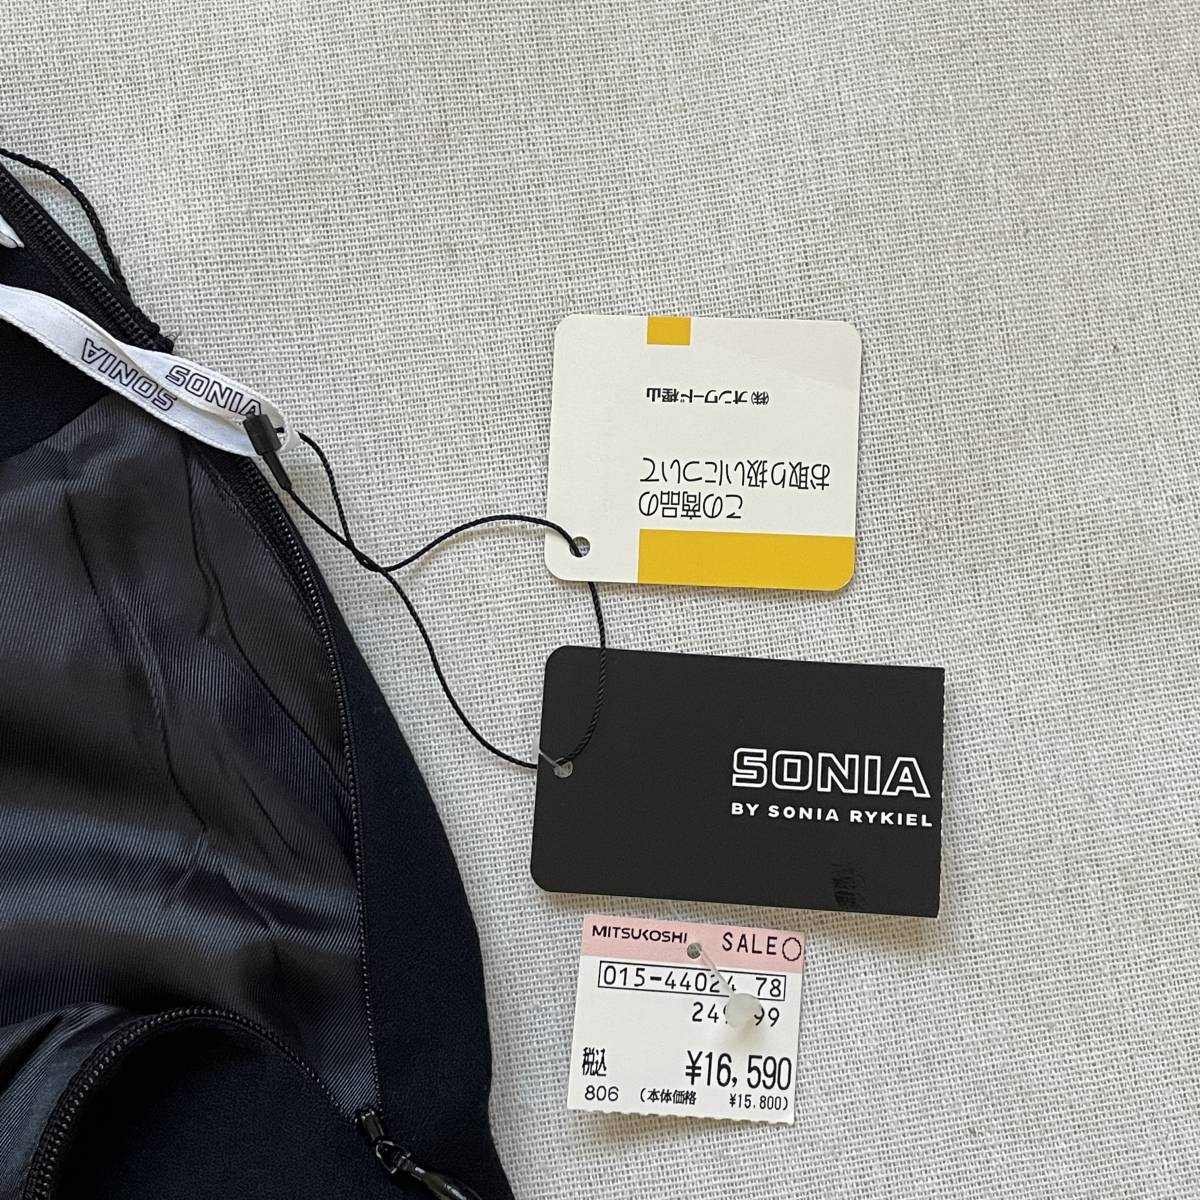 SONIA
SONIA
SONIA
この商品の
お取り扱いについて
㈱オンワード樫山
SONIA
BY SONIA RYKIEL
MITSUKOSHI SALE○
015-44024 78
税込 ¥16,590
806 (本体価格 ¥15.800)